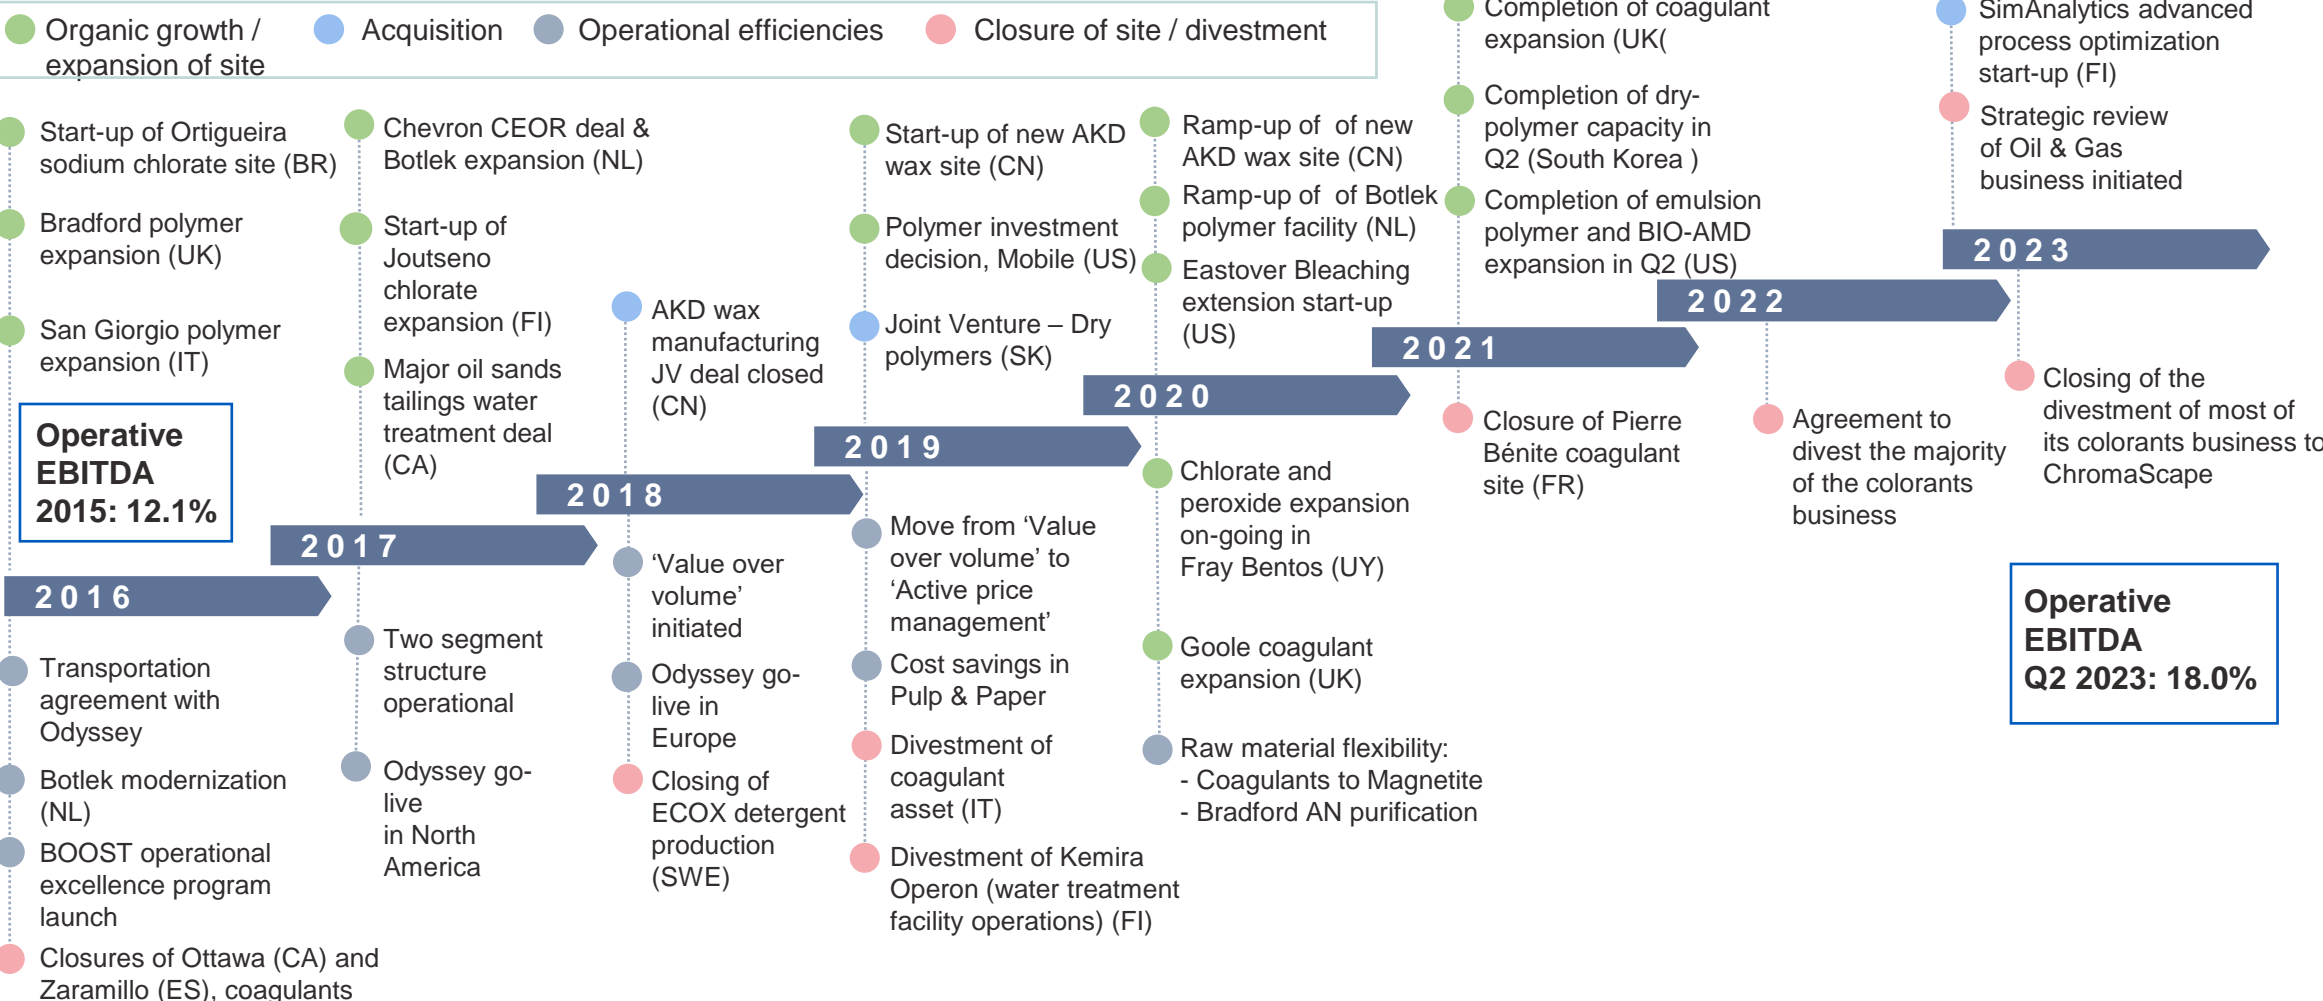 Organic growth /
expansion of site
Acquisition
Operational efficiencies
Closure of site / divestment
Start-up of Ortigueira
sodium chlorate site (BR)
Bradford polymer
expansion (UK)
San Giorgio polymer
expansion (IT)
Operative
EBITDA
2015: 12.1%
2016
Transportation
agreement with
Odyssey
Botlek modernization
(NL)
BOOST operational
excellence program
launch
Closures of Ottawa (CA) and
Zaramillo (ES), coagulants
Chevron CEOR deal &
Botlek expansion (NL)
Start-up of
Joutseno
chlorate
expansion (FI)
Major oil sands
tailings water
treatment deal
(CA)
2017
Two segment
structure
operational
Odyssey go-
live
in North
America
AKD wax
manufacturing
JV deal closed
(CN)
2018
‘Value over
volume’
initiated
Odyssey go-
live in
Europe
Closing of
ECOX detergent
production
(SWE)
Start-up of new AKD
wax site (CN)
Polymer investment
decision, Mobile (US)
Joint Venture – Dry
polymers (SK)
2019
Move from ‘Value
over volume’ to
‘Active price
management’
Cost savings in
Pulp & Paper
Divestment of
coagulant
asset (IT)
Divestment of Kemira
Operon (water treatment
facility operations) (FI)
Ramp-up of  of new
AKD wax site (CN)
Ramp-up of  of Botlek
polymer facility (NL)
Eastover Bleaching
extension start-up
(US)
2020
Chlorate and
peroxide expansion
on-going in
Fray Bentos (UY)
Goole coagulant
expansion (UK)
Raw material flexibility:
- Coagulants to Magnetite
- Bradford AN purification
Completion of coagulant
expansion (UK(
Completion of dry-
polymer capacity in
Q2 (South Korea )
Completion of emulsion
polymer and BIO-AMD
expansion in Q2 (US)
2021
Closure of Pierre
Bénite coagulant
site (FR)
2022
Agreement to
divest the majority
of the colorants
business
SimAnalytics advanced
process optimization
start-up (FI)
Strategic review
of Oil & Gas
business initiated
2023
Closing of the
divestment of most of
its colorants business to
ChromaScape
Operative
EBITDA
Q2 2023: 18.0%